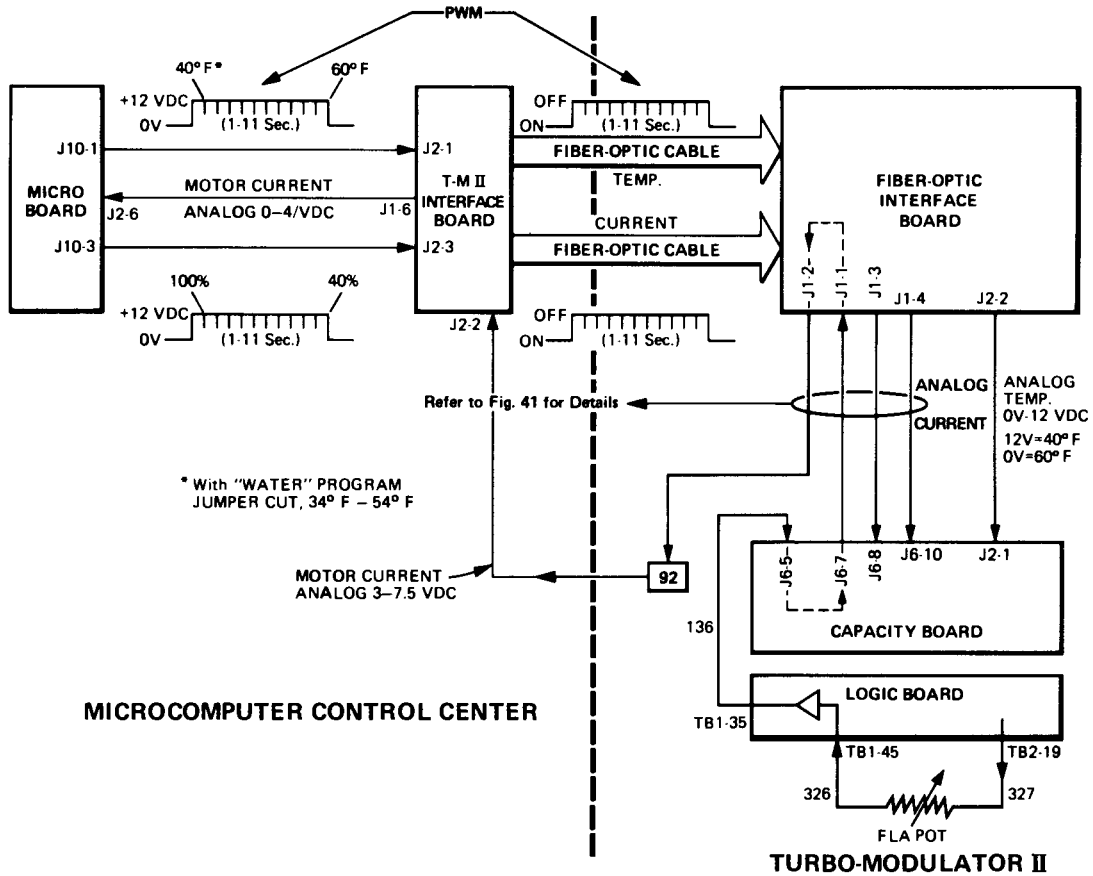 PWM
40° F*
60° F
+12 VDC
0V
(1-11 Sec.)
OFF
ON
(1-11 Sec.)
MICRO
BOARD
J10-1
J2-6
J10-3
MOTOR CURRENT
ANALOG 0–4/VDC
J2-1
J1-6
T-M II
INTERFACE
BOARD
J2-3
J2-2
FIBER-OPTIC CABLE
TEMP.
CURRENT
FIBER-OPTIC CABLE
FIBER-OPTIC
INTERFACE
BOARD
J1-2
J1-1
J1-3
J1-4
J2-2
100%
40%
+12 VDC
0V
(1-11 Sec.)
OFF
ON
(1-11 Sec.)
Refer to Fig. 41 for Details
ANALOG
CURRENT
ANALOG
TEMP.
0V-12 VDC
12V=40° F
0V=60° F
* With "WATER" PROGRAM
JUMPER CUT, 34° F – 54° F
MOTOR CURRENT
ANALOG 3–7.5 VDC
92
J6-5
J6-7
J6-8
J6-10
J2-1
CAPACITY BOARD
136
LOGIC BOARD
TB1-35
TB1-45
TB2-19
326
327
FLA POT
MICROCOMPUTER CONTROL CENTER
TURBO-MODULATOR II